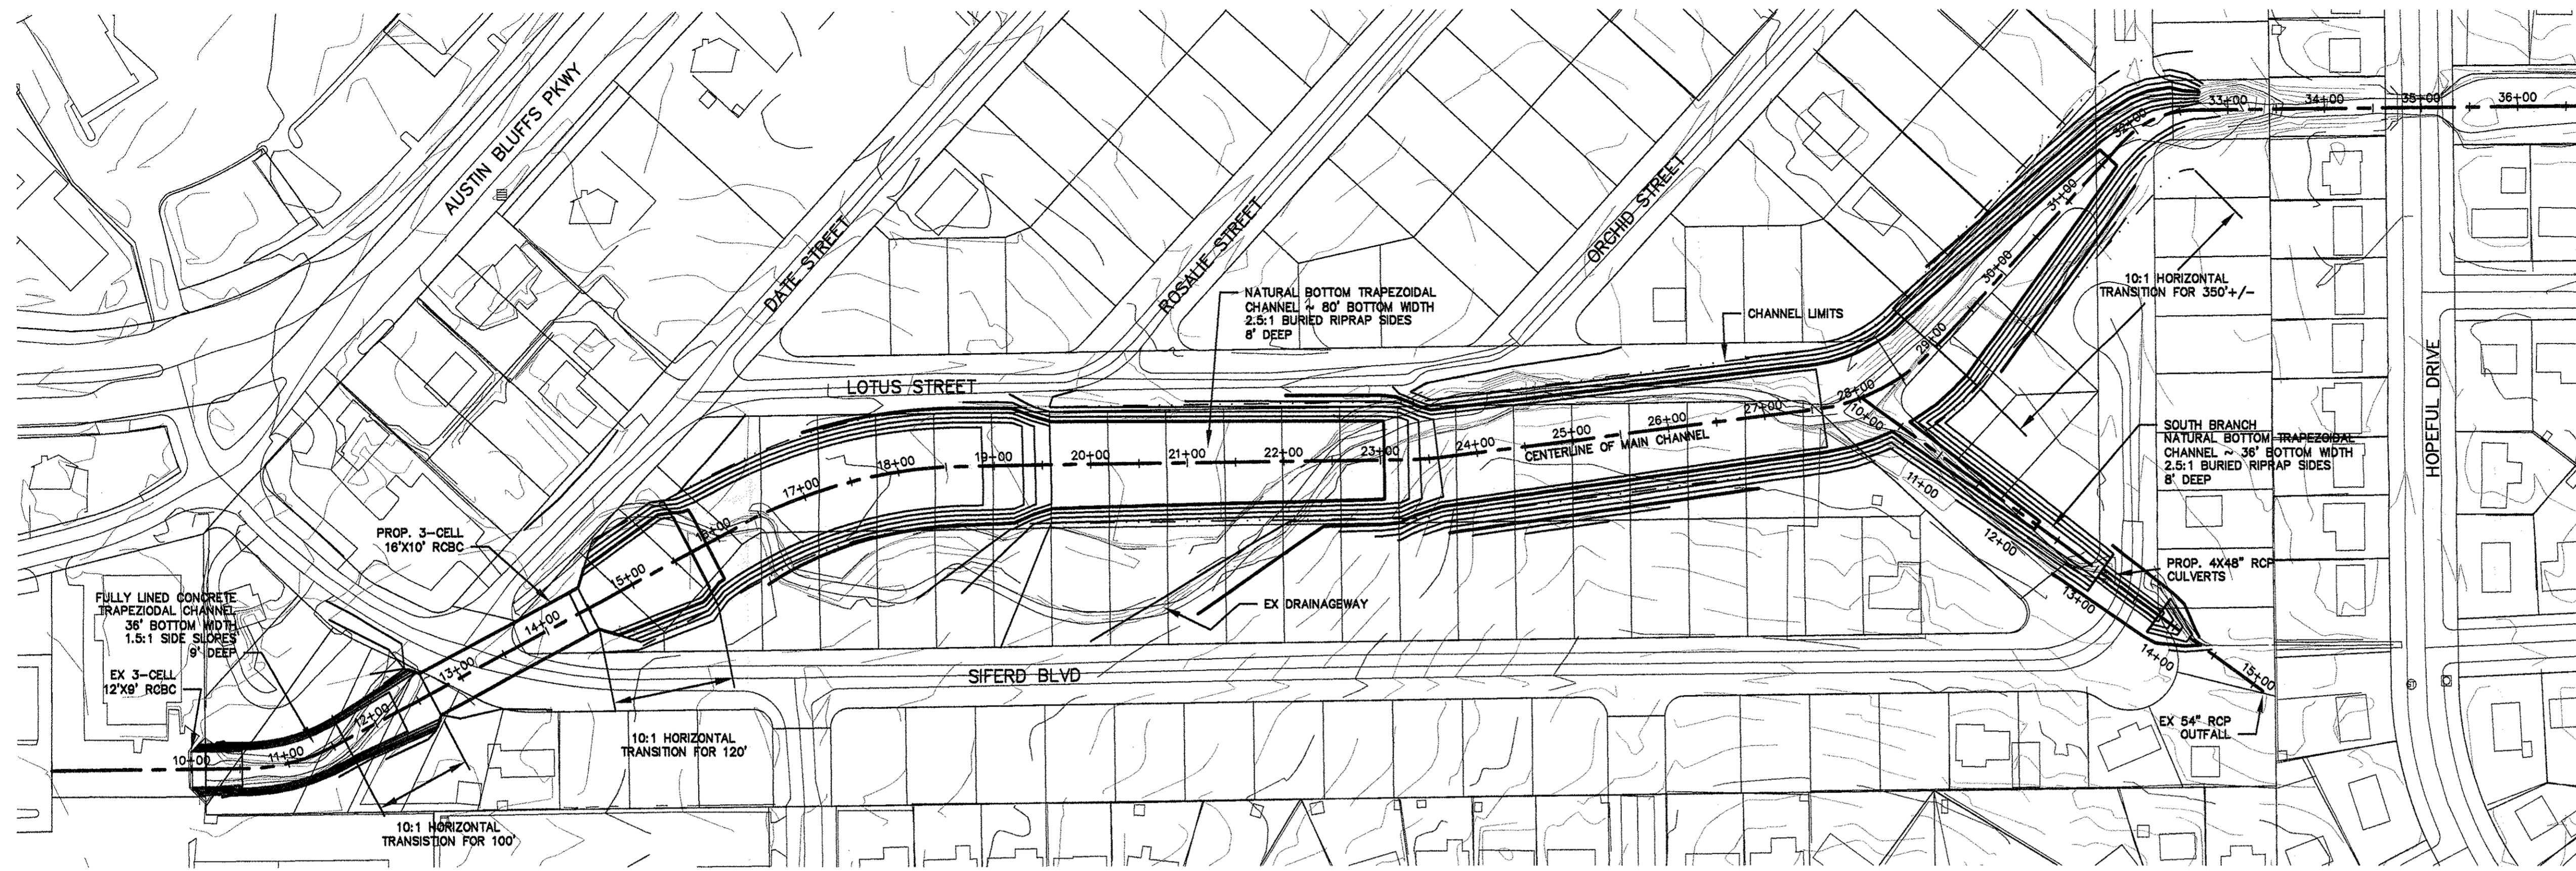 AUSTIN BLUFFS PKWY
DATE STREET
ROSALIE STREET
ORCHID STREET
LOTUS STREET
SIFERD BLVD
HOPEFUL DRIVE
NATURAL BOTTOM TRAPEZOIDAL
CHANNEL ~ 80' BOTTOM WIDTH
2.5:1 BURIED RIPRAP SIDES
8' DEEP
CHANNEL LIMITS
10:1 HORIZONTAL
TRANSITION FOR 350'+/-
SOUTH BRANCH
NATURAL BOTTOM TRAPEZOIDAL
CHANNEL ~ 36' BOTTOM WIDTH
2.5:1 BURIED RIPRAP SIDES
8' DEEP
PROP. 4X48" RCP
CULVERTS
EX 54" RCP
OUTFALL
EX DRAINAGEWAY
CENTERLINE OF MAIN CHANNEL
PROP. 3-CELL
16'X10' RCBC
FULLY LINED CONCRETE
TRAPEZIODAL CHANNEL
36' BOTTOM WIDTH
1.5:1 SIDE SLOPES
9' DEEP
EX 3-CELL
12'X9' RCBC
10:1 HORIZONTAL
TRANSITION FOR 120'
10:1 HORIZONTAL
TRANSISTION FOR 100'
10+00
11+00
12+00
13+00
14+00
15+00
16+00
17+00
18+00
19+00
20+00
21+00
22+00
23+00
24+00
25+00
26+00
27+00
28+00
29+00
30+00
31+00
32+00
33+00
34+00
35+00
36+00
10+00
11+00
12+00
13+00
14+00
15+00